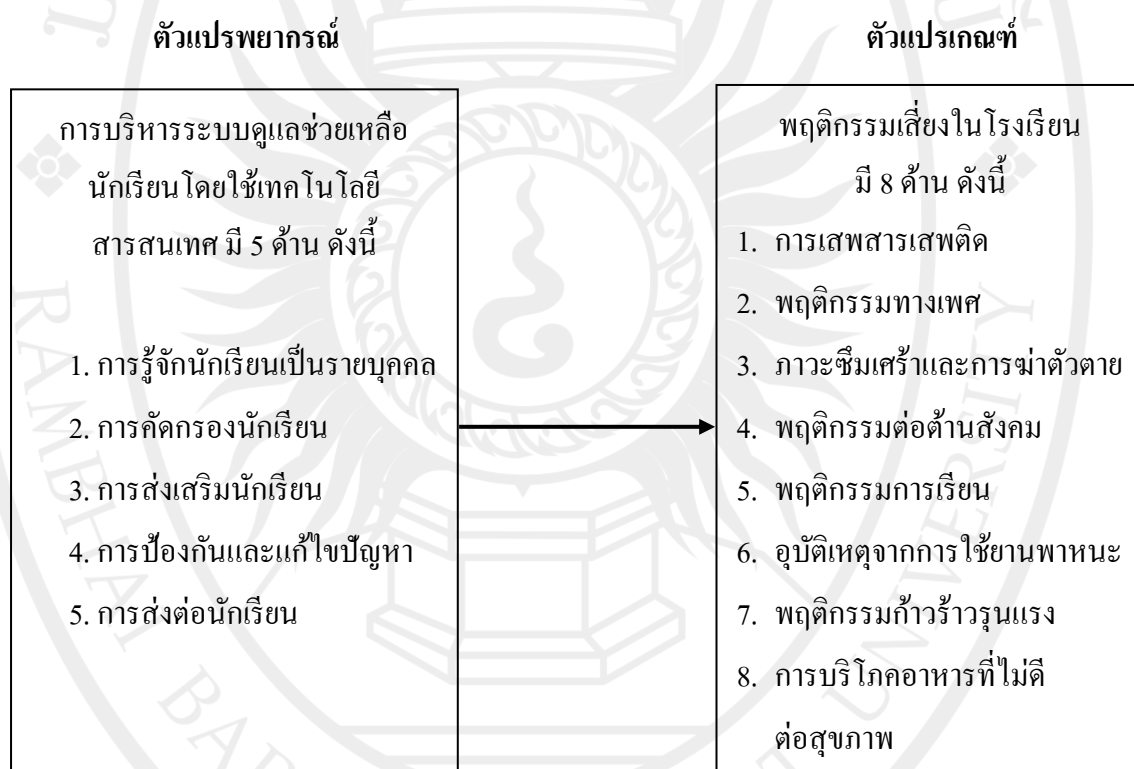 ตัวแปรพยากรณ์
ตัวแปรเกณฑ์
การบริหารระบบดูแลช่วยเหลือ
นักเรียนโดยใช้เทคโนโลยี
สารสนเทศ มี 5 ด้าน ดังนี้
1. การรู้จักนักเรียนเป็นรายบุคคล
2. การคัดกรองนักเรียน
3. การส่งเสริมนักเรียน
4. การป้องกันและแก้ไขปัญหา
5. การส่งต่อนักเรียน
พฤติกรรมเสี่ยงในโรงเรียน
มี 8 ด้าน ดังนี้
1. การเสพสารเสพติด
2. พฤติกรรมทางเพศ
3. ภาวะซึมเศร้าและการฆ่าตัวตาย
4. พฤติกรรมต่อต้านสังคม
5. พฤติกรรมการเรียน
6. อุบัติเหตุจากการใช้ยานพาหนะ
7. พฤติกรรมก้าวร้าวรุนแรง
8. การบริโภคอาหารที่ไม่ดี
ต่อสุขภาพ
RAMBHAI
UNIVERSITY